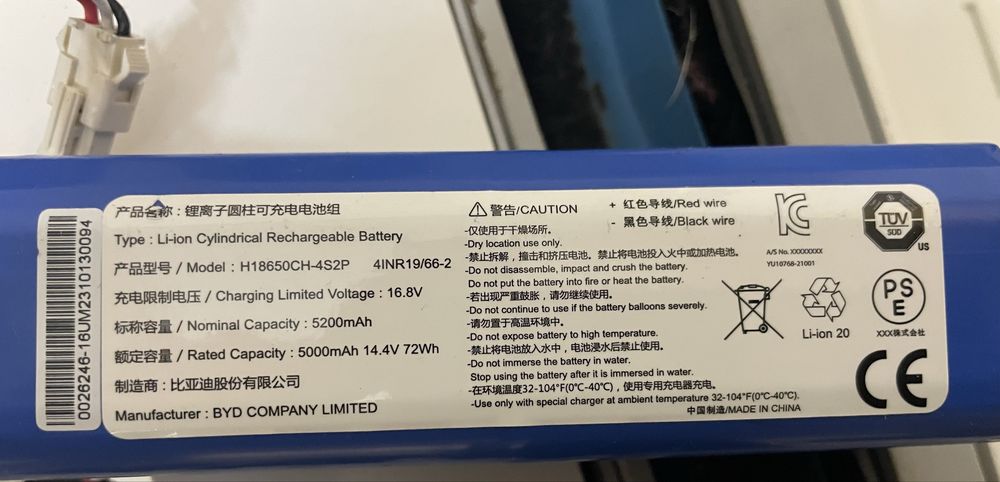 0026246-16UM2310130094
产品名称：锂离子圆柱可充电电池组
Type : Li-ion Cylindrical Rechargeable Battery
产品型号 / Model : H18650CH-4S2P 4INR19/66-2
充电限制电压 / Charging Limited Voltage : 16.8V
标称容量 / Nominal Capacity : 5200mAh
额定容量 / Rated Capacity : 5000mAh 14.4V 72Wh
制造商 : 比亚迪股份有限公司
Manufacturer : BYD COMPANY LIMITED
警告/CAUTION
-仅使用于干燥场所。
-Dry location use only.
-禁止拆解，撞击和挤压电池。禁止将电池投入火中或加热电池。
-Do not disassemble, impact and crush the battery.
Do not put the battery into fire or heat the battery.
-若出现严重鼓胀，请勿继续使用。
-Do not continue to use if the battery balloons severely.
-请勿置于高温环境中。
-Do not expose battery to high temperature.
-禁止将电池放入水中，电池浸水后禁止使用。
-Do not immerse the battery in water.
Stop using the battery after it is immersed in water.
-在环境温度32-104°F(0℃-40℃)，使用专用充电器充电。
-Use only with special charger at ambient temperature 32-104°F(0℃-40℃).
中国制造/MADE IN CHINA
+ 红色导线/Red wire
- 黑色导线/Black wire
KC
A/S No. XXXXXXXX
YU10768-21001
TÜV
SÜD
US
Li-ion 20
PS
E
XXX株式会社
CE